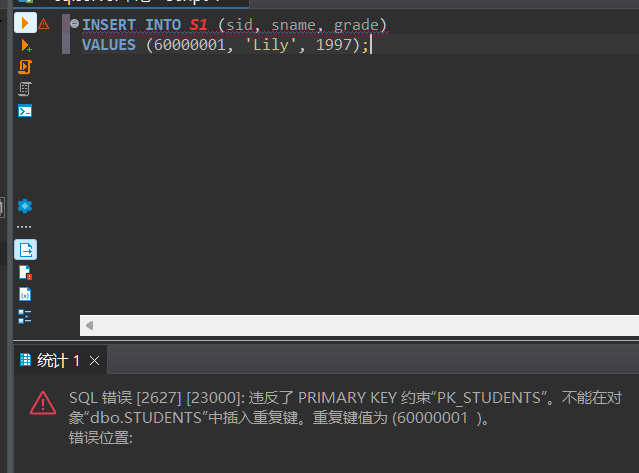 INSERT INTO S1 (sid, sname, grade)
VALUES (60000001, 'Lily', 1997);
统计 1
SQL 错误 [2627] [23000]: 违反了 PRIMARY KEY 约束“PK_STUDENTS”。不能在对
象“dbo.STUDENTS”中插入重复键。重复键值为 (60000001  )。
错误位置: